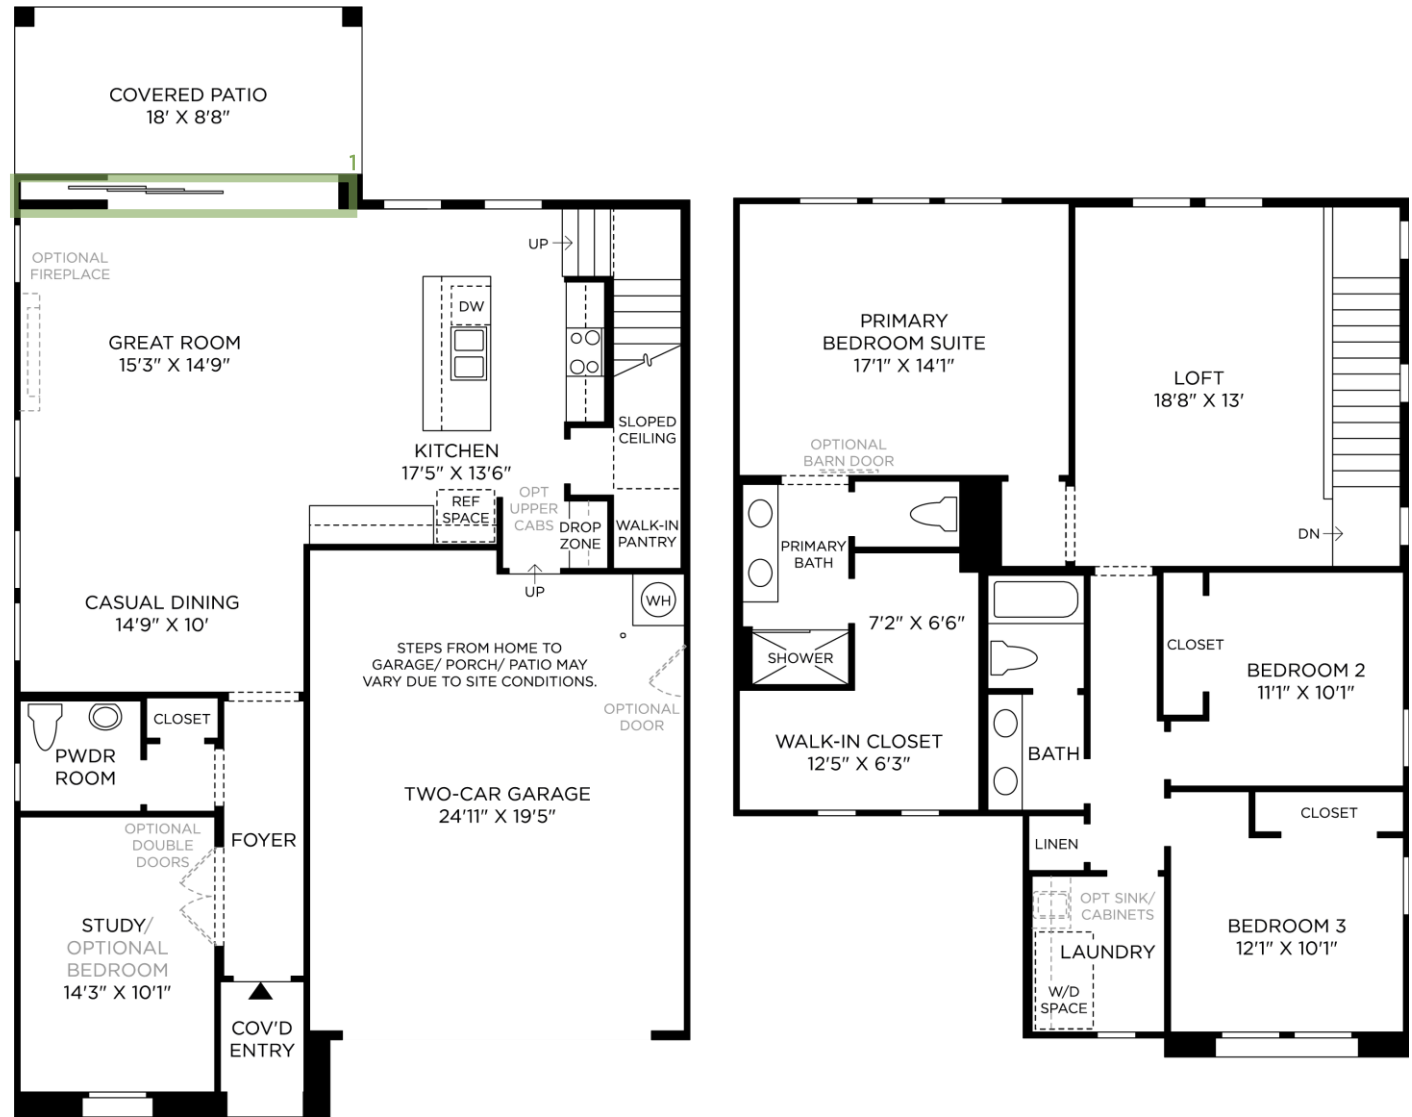 COVERED PATIO
18' X 8'8"
1
OPTIONAL
FIREPLACE
UP
DW
GREAT ROOM
15'3" X 14'9"
SLOPED
CEILING
KITCHEN
17'5" X 13'6"
REF
SPACE
OPT
UPPER
CABS
DROP
ZONE
WALK-IN
PANTRY
UP
WH
CASUAL DINING
14'9" X 10'
STEPS FROM HOME TO
GARAGE/ PORCH/ PATIO MAY
VARY DUE TO SITE CONDITIONS.
OPTIONAL
DOOR
CLOSET
PWDR
ROOM
TWO-CAR GARAGE
24'11" X 19'5"
OPTIONAL
DOUBLE
DOORS
FOYER
STUDY/
OPTIONAL
BEDROOM
14'3" X 10'1"
COV'D
ENTRY
PRIMARY
BEDROOM SUITE
17'1" X 14'1"
LOFT
18'8" X 13'
OPTIONAL
BARN DOOR
PRIMARY
BATH
DN
7'2" X 6'6"
SHOWER
CLOSET
BEDROOM 2
11'1" X 10'1"
WALK-IN CLOSET
12'5" X 6'3"
BATH
CLOSET
LINEN
OPT SINK/
CABINETS
LAUNDRY
W/D
SPACE
BEDROOM 3
12'1" X 10'1"